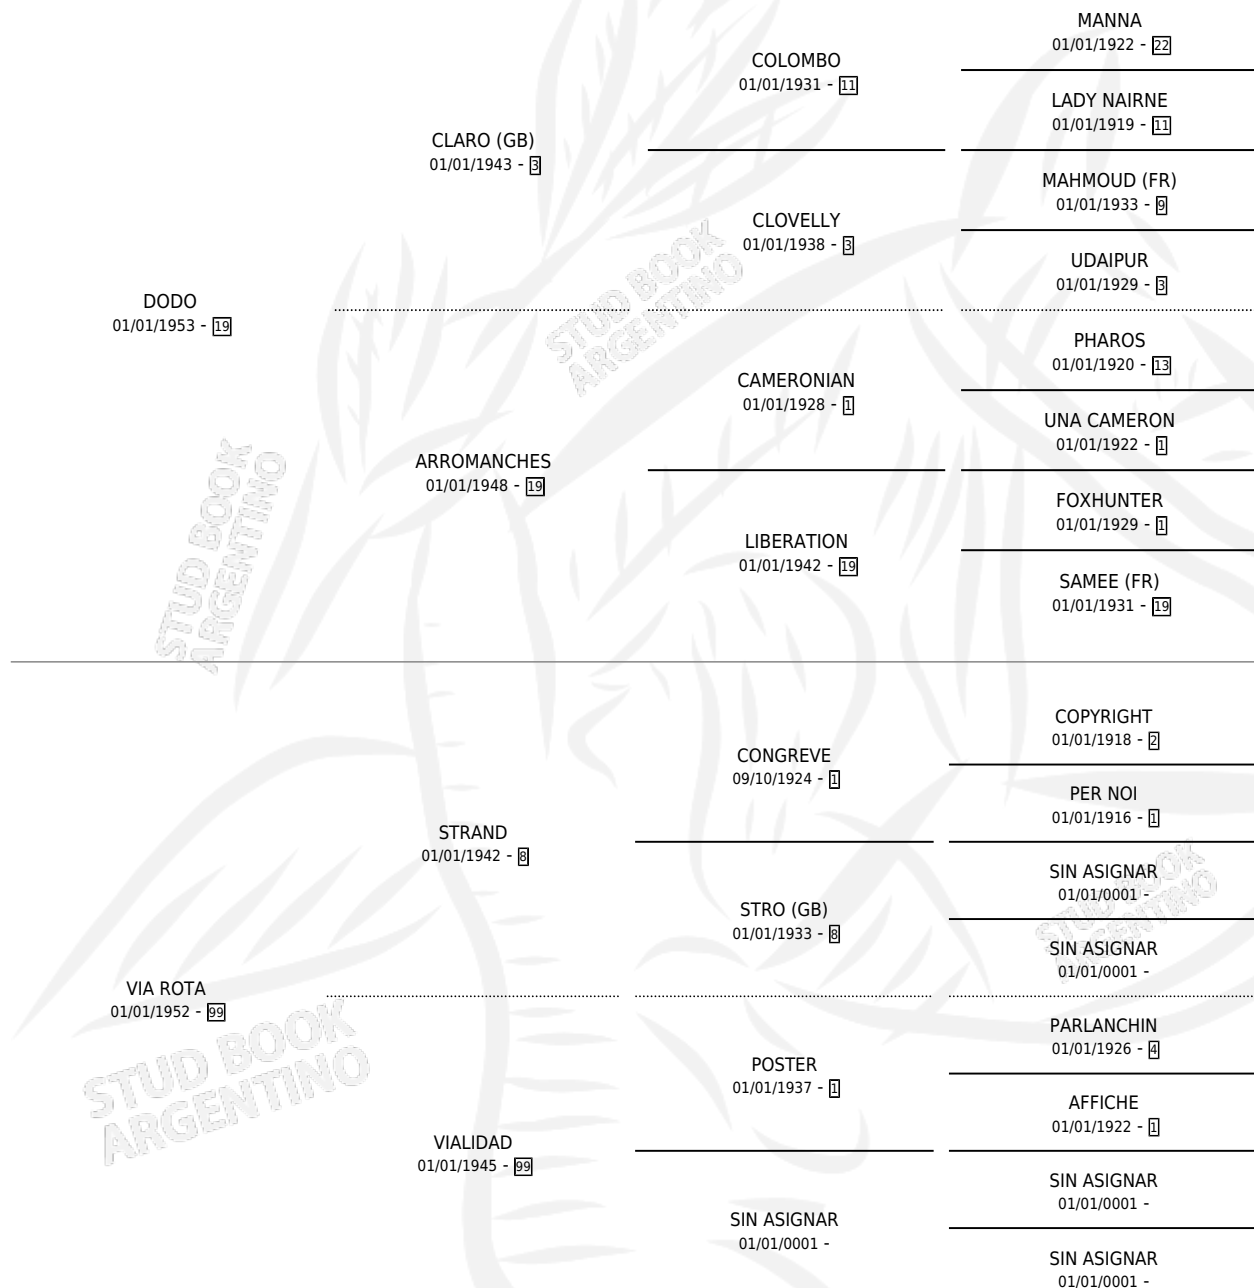 MANNA
01/01/1922 - 22
COLOMBO
01/01/1931 - 11
LADY NAIRNE
01/01/1919 - 11
CLARO (GB)
01/01/1943 - 3
MAHMOUD (FR)
01/01/1933 - 9
CLOVELLY
01/01/1938 - 3
UDAIPUR
01/01/1929 - 3
DODO
01/01/1953 - 19
STUD BOOK
ARGENTINO
PHAROS
01/01/1920 - 13
CAMERONIAN
01/01/1928 - 1
UNA CAMERON
01/01/1922 - 1
ARROMANCHES
01/01/1948 - 19
FOXHUNTER
01/01/1929 - 1
LIBERATION
01/01/1942 - 19
SAMEE (FR)
01/01/1931 - 19
STUD BOOK
ARGENTINO
COPYRIGHT
01/01/1918 - 2
CONGREVE
09/10/1924 - 1
PER NOI
01/01/1916 - 1
STRAND
01/01/1942 - 8
SIN ASIGNAR
01/01/0001 -
STRO (GB)
01/01/1933 - 8
SIN ASIGNAR
01/01/0001 -
STUD BOOK
ARGENTINO
VIA ROTA
01/01/1952 - 99
STUD BOOK
ARGENTINO
PARLANCHIN
01/01/1926 - 4
POSTER
01/01/1937 - 1
AFFICHE
01/01/1922 - 1
VIALIDAD
01/01/1945 - 99
SIN ASIGNAR
01/01/0001 -
SIN ASIGNAR
01/01/0001 -
SIN ASIGNAR
01/01/0001 -